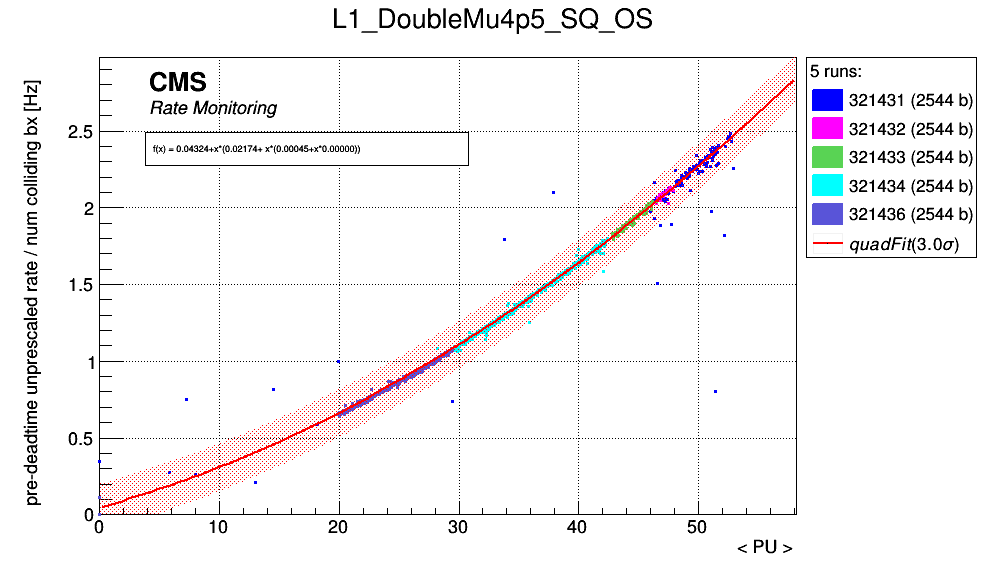 L1_DoubleMu4p5_SQ_OS
CMS
Rate Monitoring
f(x) = 0.04324+x*(0.02174+ x*(0.00045+x*0.00000))
pre-deadtime unprescaled rate / num colliding bx [Hz]
2.5
2
1.5
1
0.5
0
0 10 20 30 40 50
< PU >
5 runs:
321431 (2544 b)
321432 (2544 b)
321433 (2544 b)
321434 (2544 b)
321436 (2544 b)
quadFit(3.0σ)